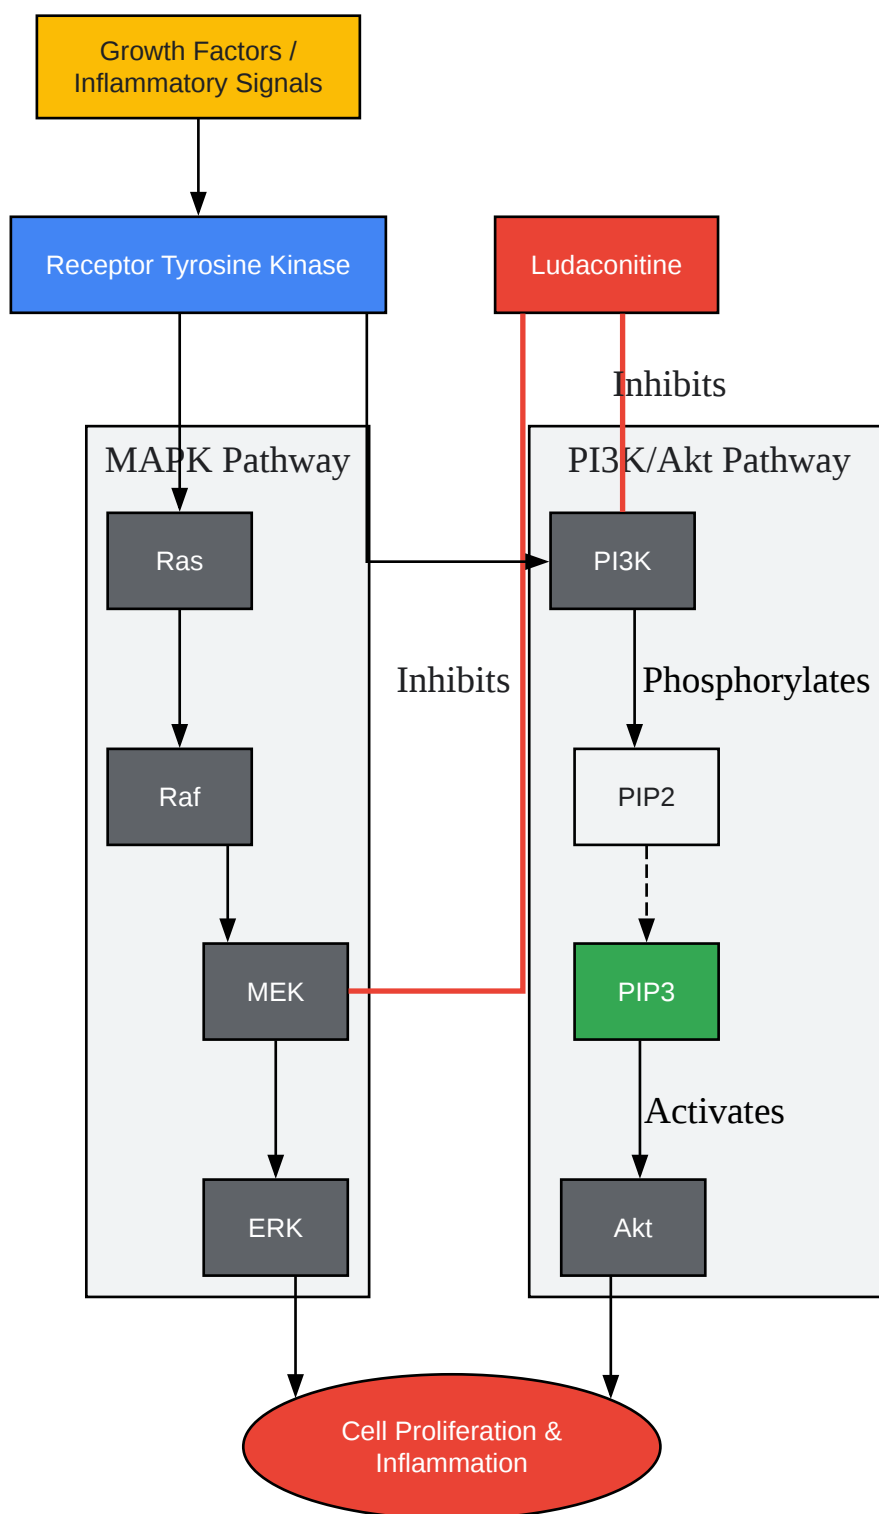 Growth Factors /
Inflammatory Signals
Receptor Tyrosine Kinase
Ludaconitine
Inhibits
MAPK Pathway
PI3K/Akt Pathway
Ras
PI3K
Inhibits
Phosphorylates
Raf
PIP2
MEK
PIP3
Activates
ERK
Akt
Cell Proliferation &
Inflammation